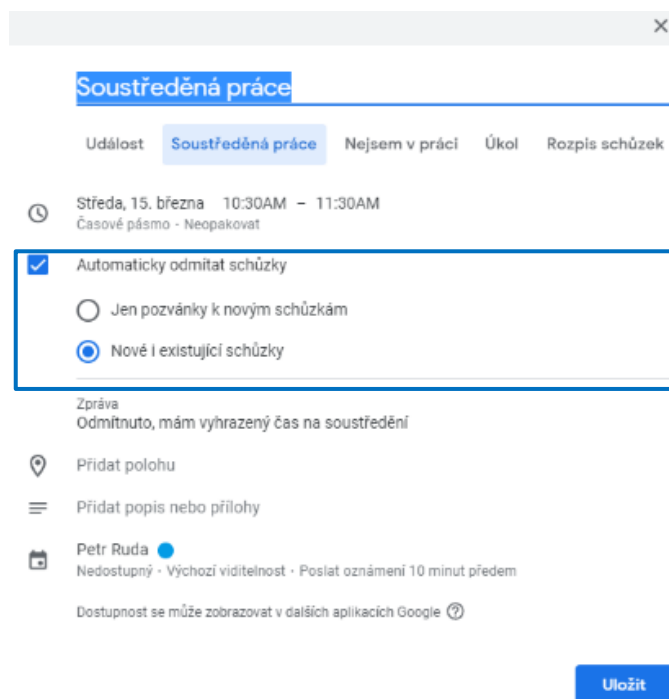 Soustředěná práce
Událost Soustředěná práce Nejsem v práci Úkol Rozpis schůzek
Středa, 15. března 10:30AM – 11:30AM
Časové pásmo - Neopakovat
Automaticky odmítat schůzky
Jen pozvánky k novým schůzkám
Nové i existující schůzky
Zpráva
Odmítnuto, mám vyhrazený čas na soustředění
Přidat polohu
Přidat popis nebo přílohy
Petr Ruda
Nedostupný · Výchozí viditelnost · Poslat oznámení 10 minut předem
Dostupnost se může zobrazovat v dalších aplikacích Google
Uložit